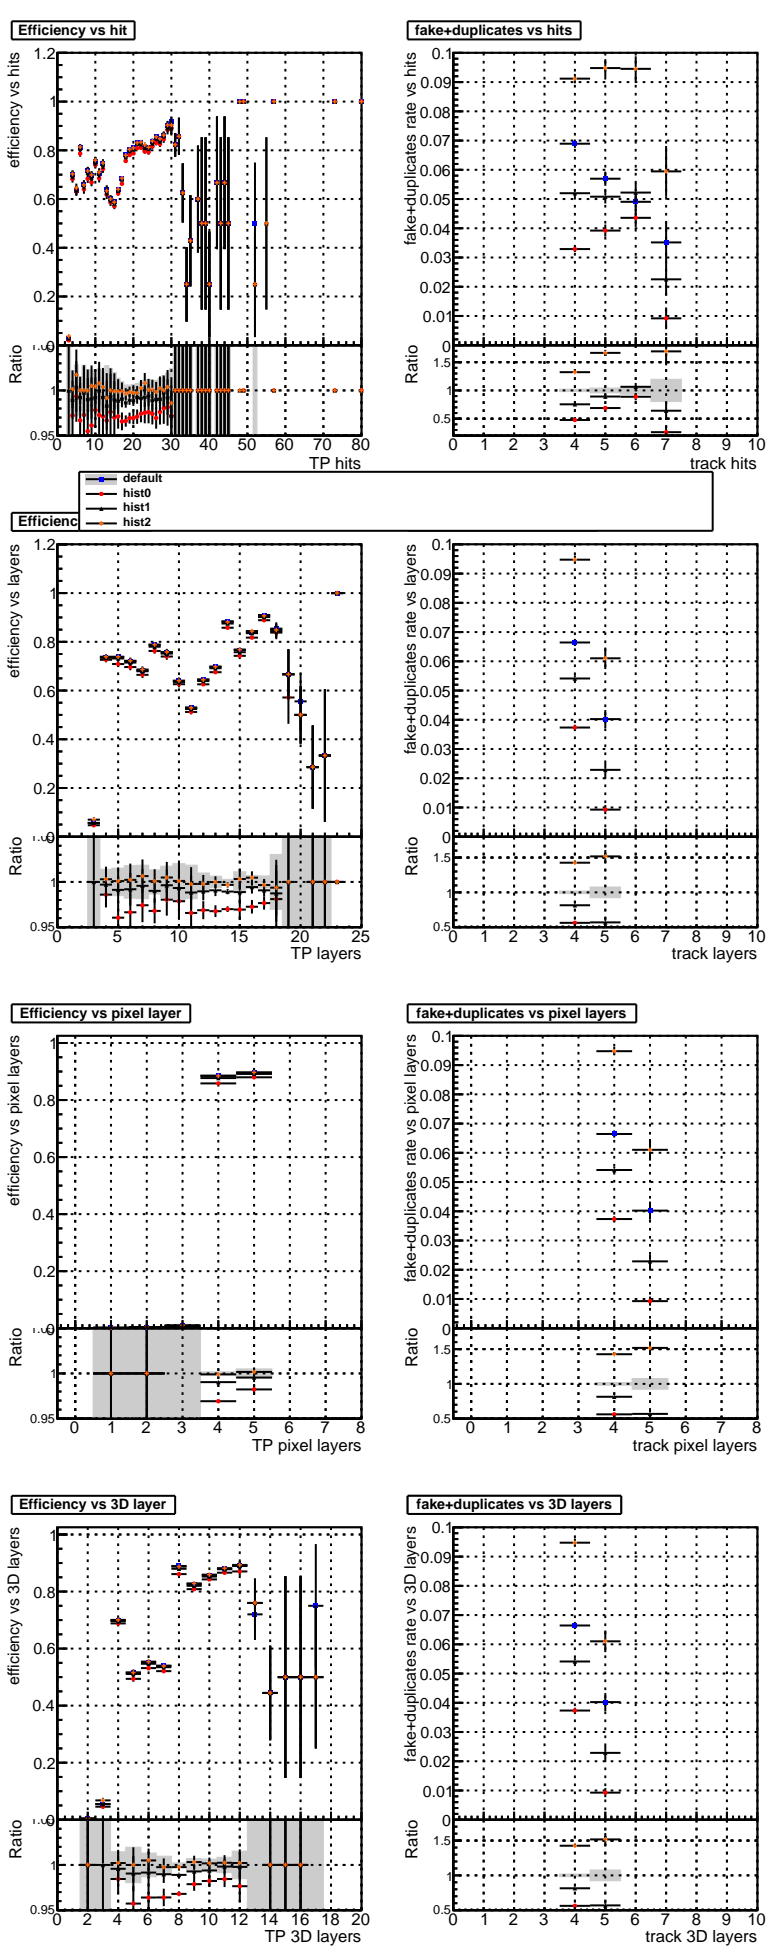 Efficiency vs hit
fake+duplicates vs hits
efficiency vs hits
1.2
1
0.8
0.6
0.4
0.2
0
Ratio
1
0.95
0 10 20 30 40 50 60 70 80
TP hits
fake+duplicates rate vs hits
0.1
0.09
0.08
0.07
0.06
0.05
0.04
0.03
0.02
0.01
0
Ratio
1.5
1
0.5
0 1 2 3 4 5 6 7 8 9 10
track hits
default
hist0
hist1
hist2
efficiency vs layers
1.2
1
0.8
0.6
0.4
0.2
0
Ratio
1
0.95
0 5 10 15 20 25
TP layers
fake+duplicates rate vs layers
0.1
0.09
0.08
0.07
0.06
0.05
0.04
0.03
0.02
0.01
0
Ratio
1.5
1
0.5
0 1 2 3 4 5 6 7 8 9 10
track layers
Efficiency vs pixel layer
fake+duplicates vs pixel layers
efficiency vs pixel layers
1
0.8
0.6
0.4
0.2
0
Ratio
1
0.95
0 1 2 3 4 5 6 7 8
TP pixel layers
fake+duplicates rate vs pixel layers
0.1
0.09
0.08
0.07
0.06
0.05
0.04
0.03
0.02
0.01
0
Ratio
1.5
1
0.5
0 1 2 3 4 5 6 7 8
track pixel layers
Efficiency vs 3D layer
fake+duplicates vs 3D layers
efficiency vs 3D layers
1
0.8
0.6
0.4
0.2
0
Ratio
1
0.95
0 2 4 6 8 10 12 14 16 18 20
TP 3D layers
fake+duplicates rate vs 3D layers
0.1
0.09
0.08
0.07
0.06
0.05
0.04
0.03
0.02
0.01
0
Ratio
1.5
1
0.5
0 1 2 3 4 5 6 7 8 9 10
track 3D layers